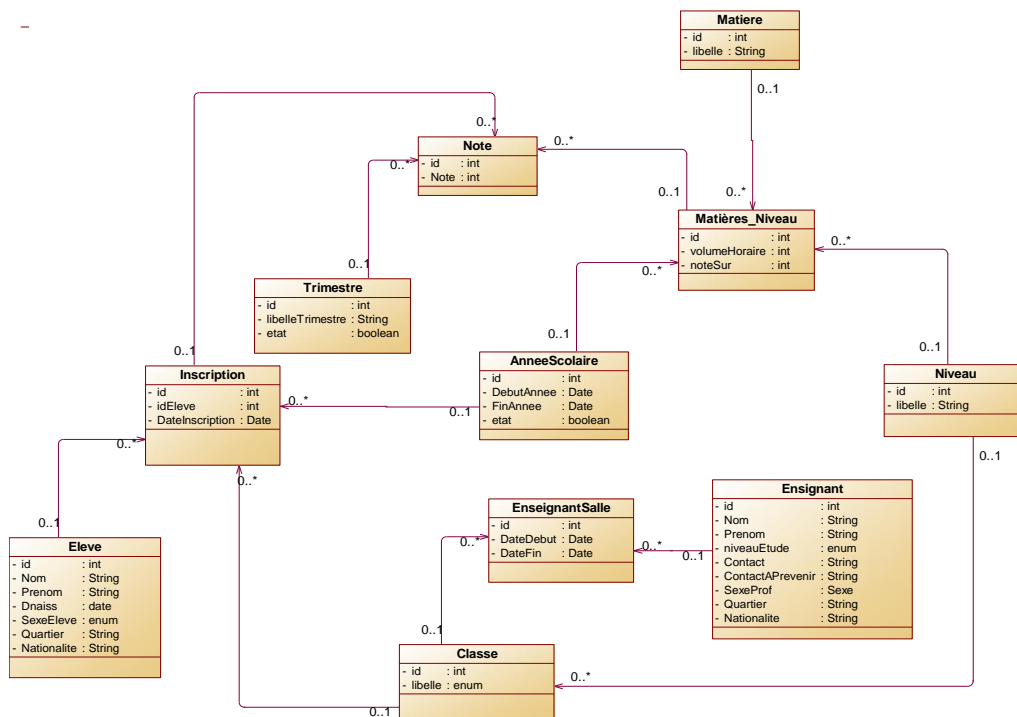 Matiere
- id : int
- libelle : String
0..1
0..*
0..*
Note
- id : int
- Note : int
0..*
0..*
0..1
0..*
Matières_Niveau
- id : int
- volumeHoraire : int
- noteSur : int
0..*
0..*
0..1
Trimestre
- id : int
- libelleTrimestre : String
- etat : boolean
0..1
0..1
0..1
Inscription
- id : int
- idEleve : int
- DateInscription : Date
0..*
0..*
0..*
AnneeScolaire
- id : int
- DebutAnnee : Date
- FinAnnee : Date
- etat : boolean
0..1
Niveau
- id : int
- libelle : String
0..1
EnseignantSalle
- id : int
- DateDebut : Date
- DateFin : Date
0..*
0..*
0..1
Ensignant
- id : int
- Nom : String
- Prenom : String
- niveauEtude : enum
- Contact : String
- ContactAPrevenir : String
- SexeProf : Sexe
- Quartier : String
- Nationalite : String
0..1
Eleve
- id : int
- Nom : String
- Prenom : String
- Dnaiss : date
- SexeEleve : enum
- Quartier : String
- Nationalite : String
0..1
Classe
- id : int
- libelle : enum
0..1
0..*